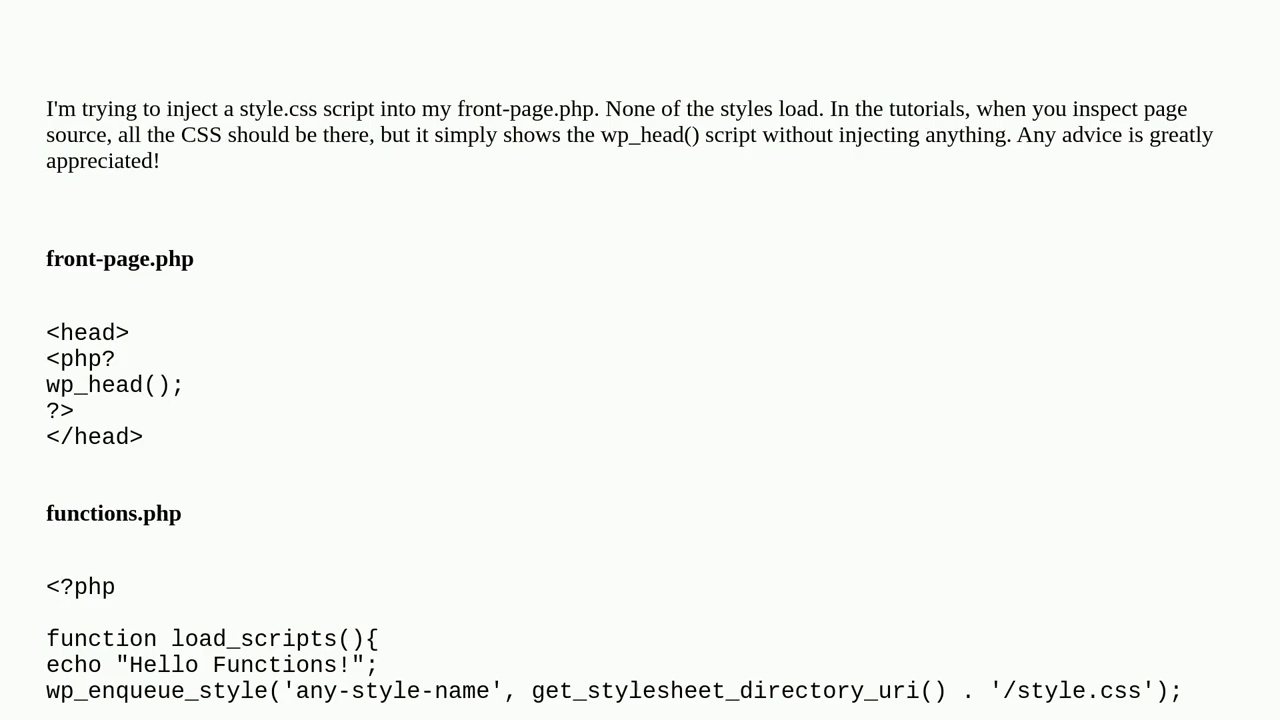 I'm trying to inject a style.css script into my front-page.php. None of the styles load. In the tutorials, when you inspect page
source, all the CSS should be there, but it simply shows the wp_head() script without injecting anything. Any advice is greatly
appreciated!
front-page.php
<head>
<php?
wp_head();
?>
</head>
functions.php
<?php
function load_scripts(){
echo "Hello Functions!";
wp_enqueue_style('any-style-name', get_stylesheet_directory_uri() . '/style.css');